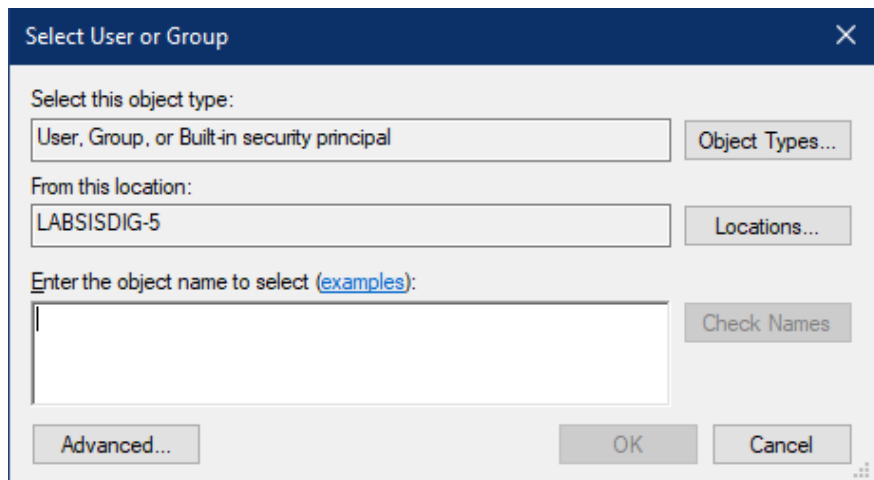 Select User or Group
Select this object type:
User, Group, or Built-in security principal
Object Types...
From this location:
LABSISDIG-5
Locations...
Enter the object name to select (examples):
Check Names
Advanced...
OK
Cancel